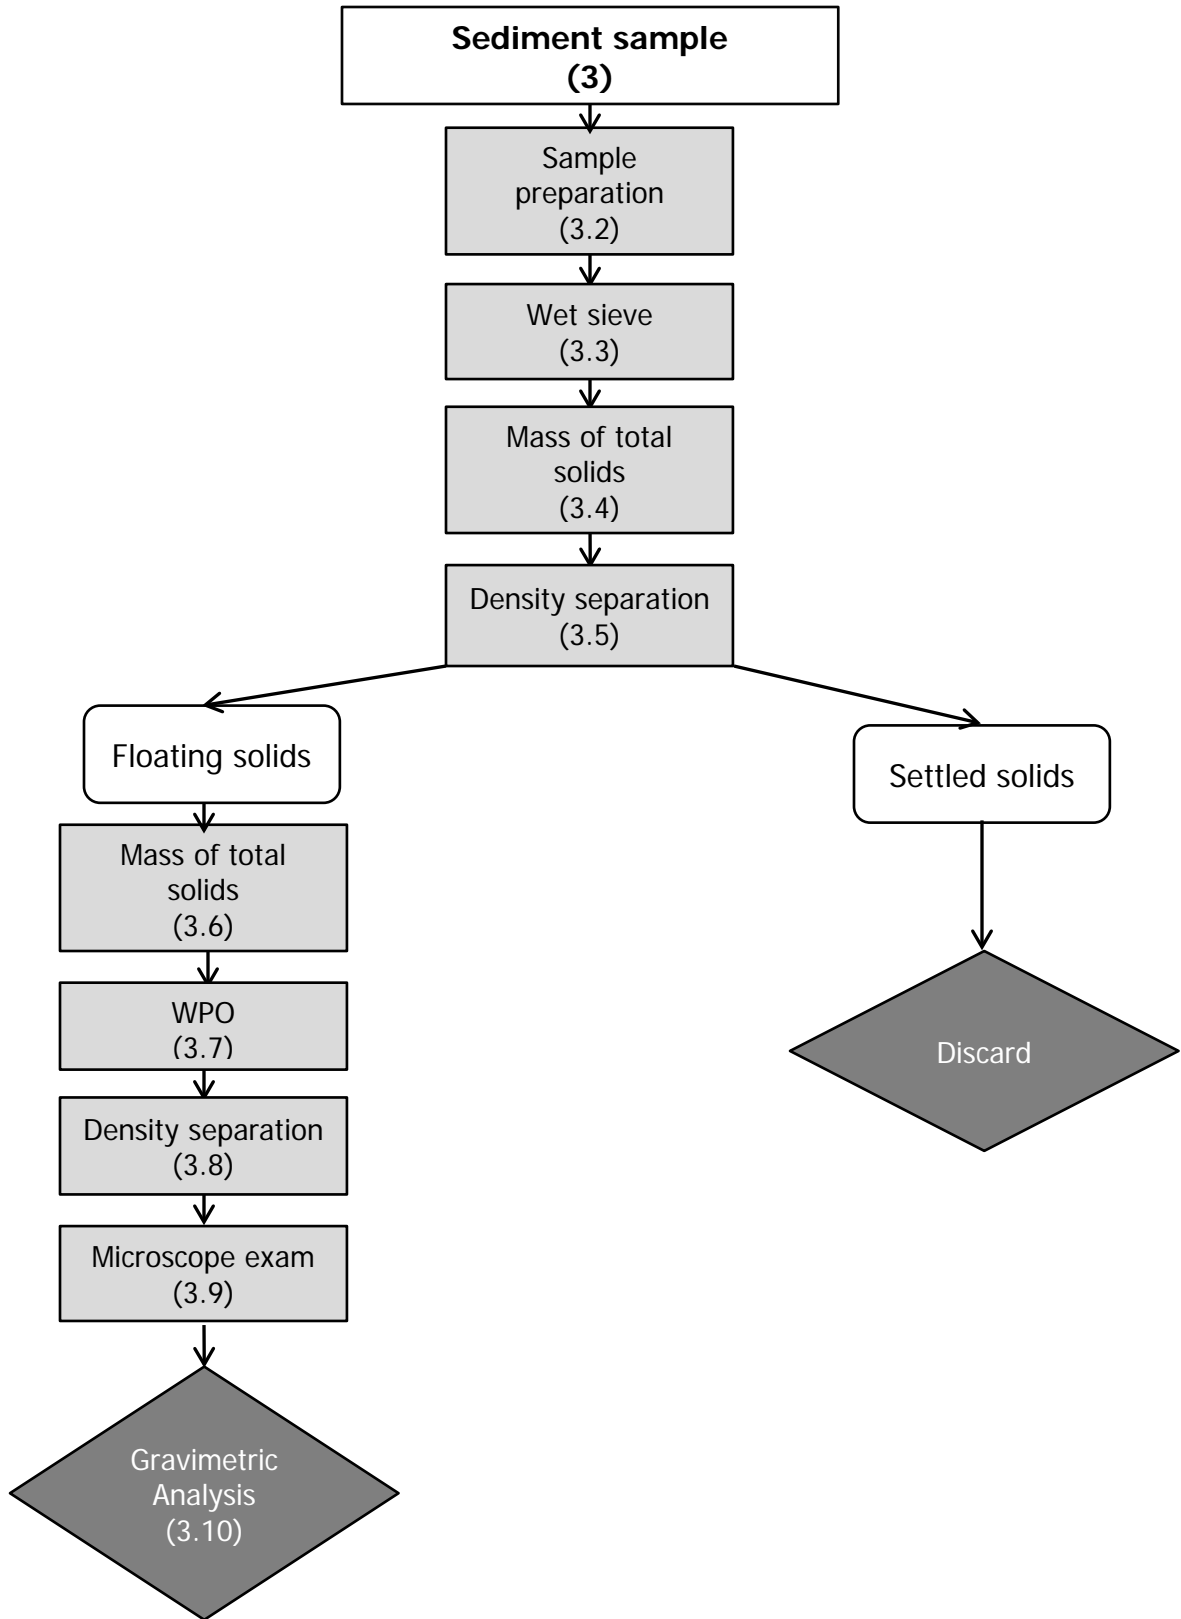 Sediment sample
(3)
Sample
preparation
(3.2)
Wet sieve
(3.3)
Mass of total
solids
(3.4)
Density separation
(3.5)
Floating solids
Settled solids
Mass of total
solids
(3.6)
WPO
(3.7)
Discard
Density separation
(3.8)
Microscope exam
(3.9)
Gravimetric
Analysis
(3.10)